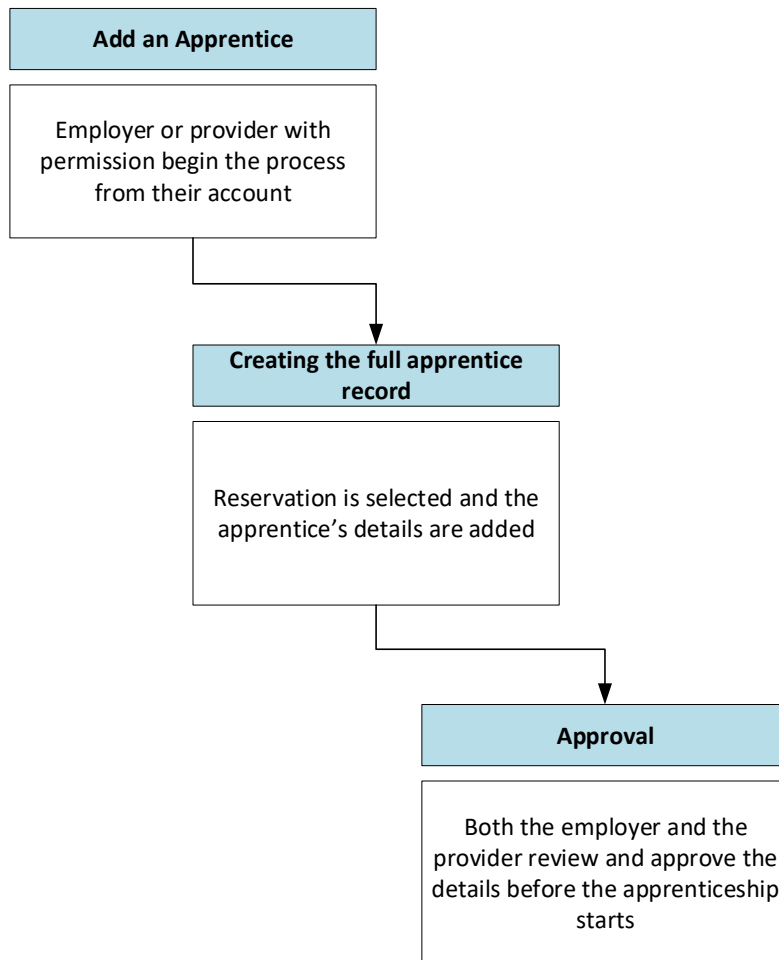 Add an Apprentice
Employer or provider with
permission begin the process
from their account
Creating the full apprentice
record
Reservation is selected and the
apprentice’s details are added
Approval
Both the employer and the
provider review and approve the
details before the apprenticeship
starts